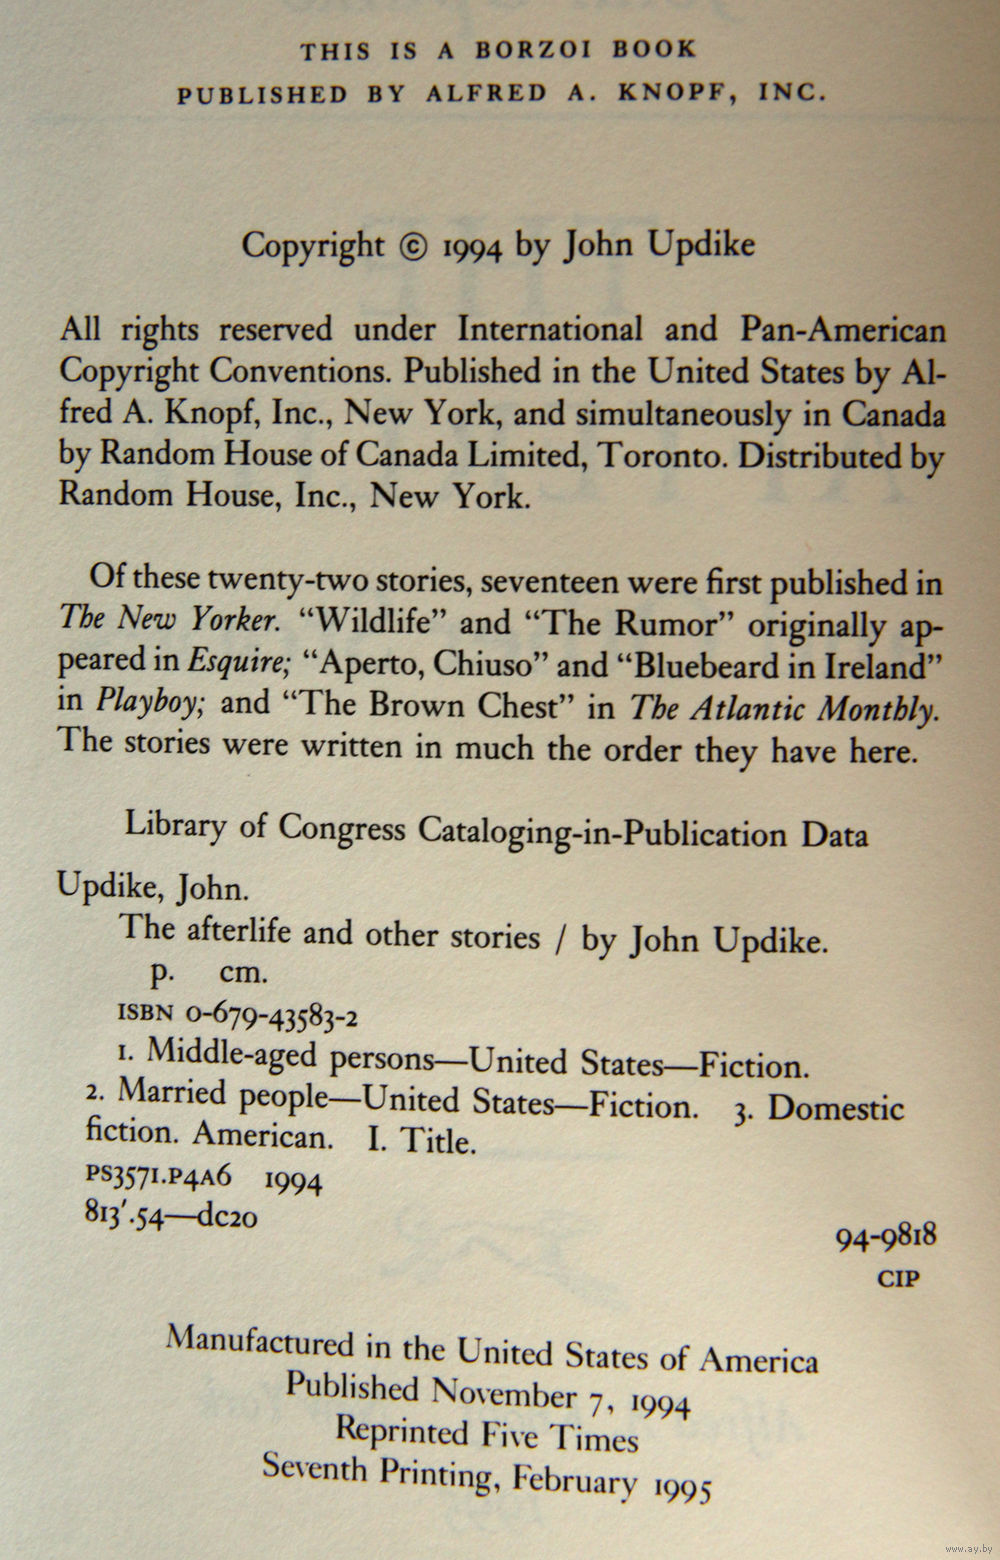 THIS IS A BORZOI BOOK
PUBLISHED BY ALFRED A. KNOPF, INC.
Copyright © 1994 by John Updike
All rights reserved under International and Pan-American
Copyright Conventions. Published in the United States by Al-
fred A. Knopf, Inc., New York, and simultaneously in Canada
by Random House of Canada Limited, Toronto. Distributed by
Random House, Inc., New York.
Of these twenty-two stories, seventeen were first published in
The New Yorker. “Wildlife” and “The Rumor” originally ap-
peared in Esquire; “Aperto, Chiuso” and “Bluebeard in Ireland”
in Playboy; and “The Brown Chest” in The Atlantic Monthly.
The stories were written in much the order they have here.
Library of Congress Cataloging-in-Publication Data
Updike, John.
The afterlife and other stories / by John Updike.
p. cm.
ISBN 0-679-43583-2
1. Middle-aged persons—United States—Fiction.
2. Married people—United States—Fiction. 3. Domestic
fiction. American. I. Title.
PS3571.P4A6 1994
813′.54—dc20
94-9818
CIP
Manufactured in the United States of America
Published November 7, 1994
Reprinted Five Times
Seventh Printing, February 1995
www.ay.by